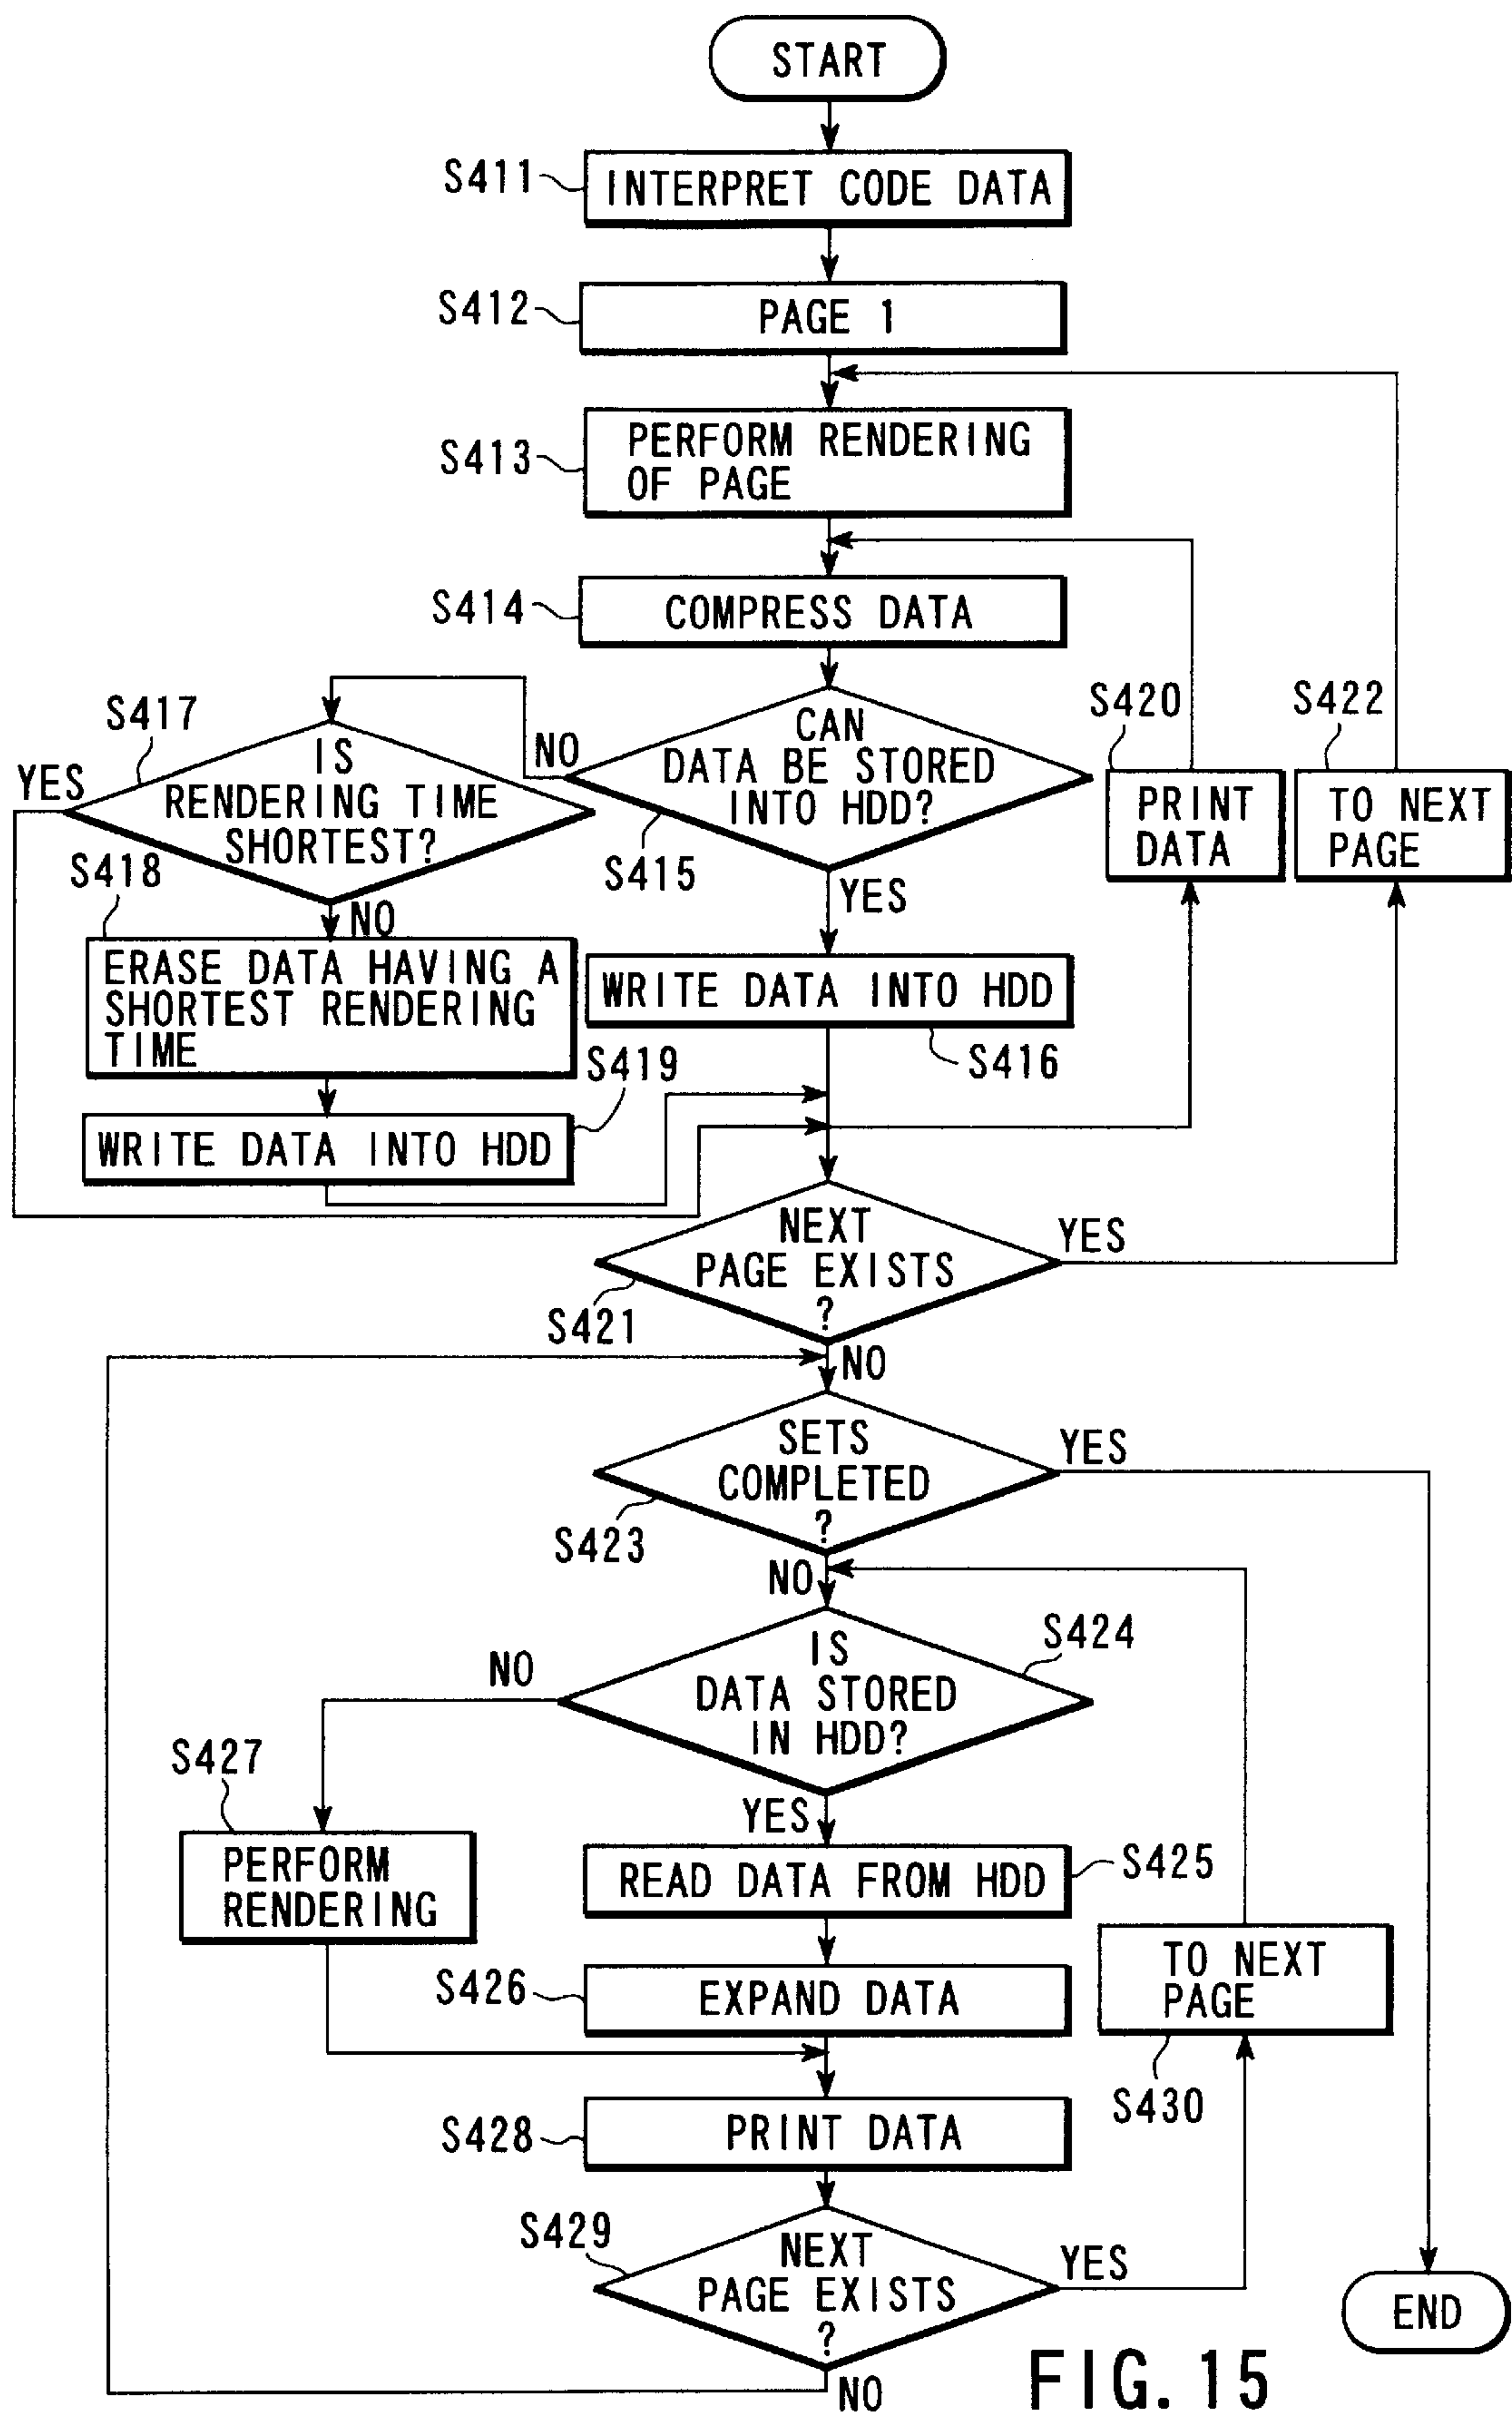 START
S411
INTERPRET CODE DATA
S412
PAGE 1
S413
PERFORM RENDERING
OF PAGE
S414
COMPRESS DATA
S417
YES
IS
RENDERING TIME
SHORTEST?
NO
CAN
DATA BE STORED
INTO HDD?
S415
YES
S420
PRINT
DATA
S422
TO NEXT
PAGE
S418
NO
ERASE DATA HAVING A
SHORTEST RENDERING
TIME
WRITE DATA INTO HDD
S416
S419
WRITE DATA INTO HDD
NEXT
PAGE EXISTS
?
YES
S421
NO
SETS
COMPLETED
?
YES
S423
NO
IS
DATA STORED
IN HDD?
S424
NO
YES
S427
PERFORM
RENDERING
READ DATA FROM HDD
S425
S426
EXPAND DATA
TO NEXT
PAGE
S430
S428
PRINT DATA
S429
NEXT
PAGE EXISTS
?
YES
NO
END
FIG. 15